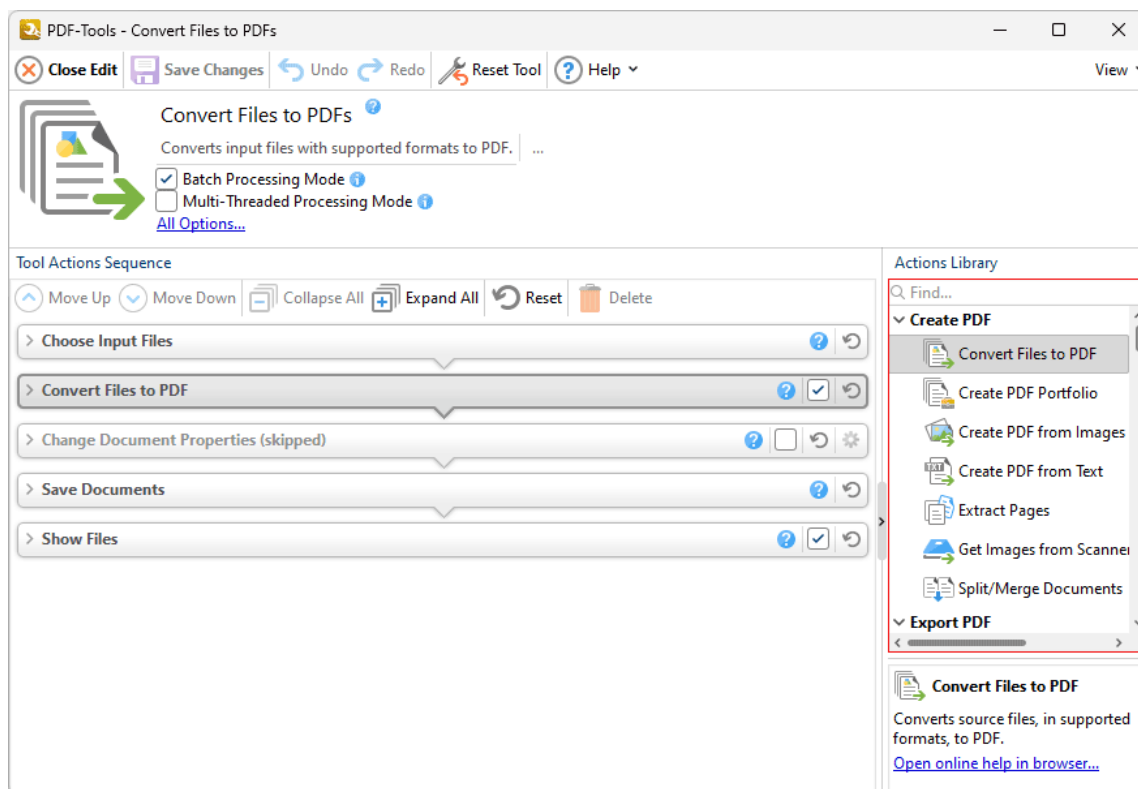 PDF-Tools - Convert Files to PDFs
Close Edit Save Changes Undo Redo Reset Tool ? Help View
Convert Files to PDFs ?
Converts input files with supported formats to PDF. ...
Batch Processing Mode i
Multi-Threaded Processing Mode i
All Options...
Tool Actions Sequence
Move Up Move Down Collapse All Expand All Reset Delete
Choose Input Files ?
Convert Files to PDF ?
Change Document Properties (skipped) ?
Save Documents ?
Show Files ?
Actions Library
Find...
Create PDF
Convert Files to PDF
Create PDF Portfolio
Create PDF from Images
TXT Create PDF from Text
Extract Pages
Get Images from Scanner
Split/Merge Documents
Export PDF
Convert Files to PDF
Converts source files, in supported
formats, to PDF.
Open online help in browser...